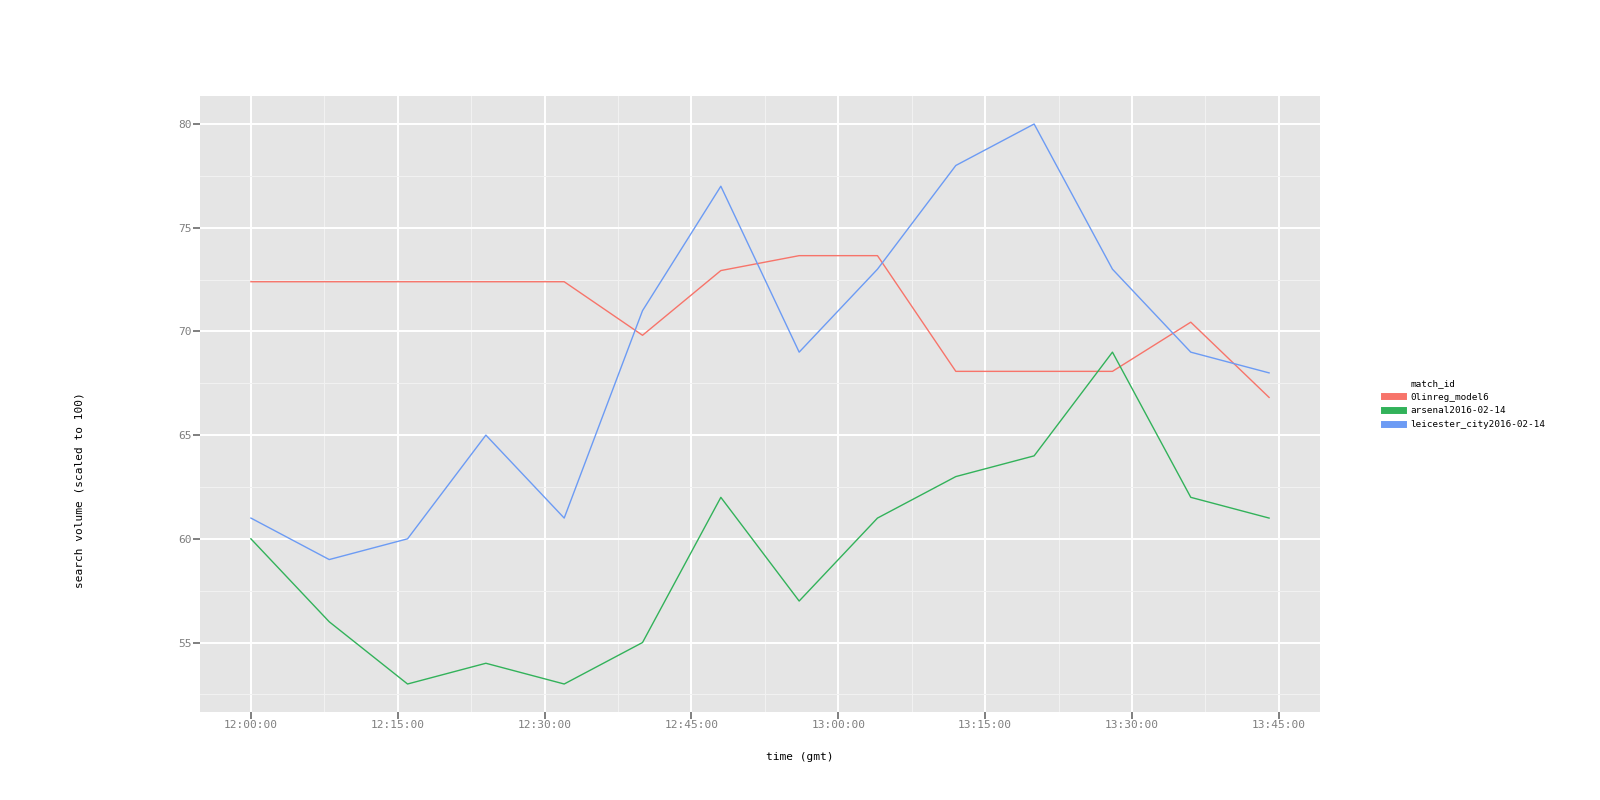 80
75
70
65
60
55
search volume (scaled to 100)
12:00:00 12:15:00 12:30:00 12:45:00 13:00:00 13:15:00 13:30:00 13:45:00
time (gmt)
match_id
0linreg_model6
arsenal2016-02-14
leicester_city2016-02-14